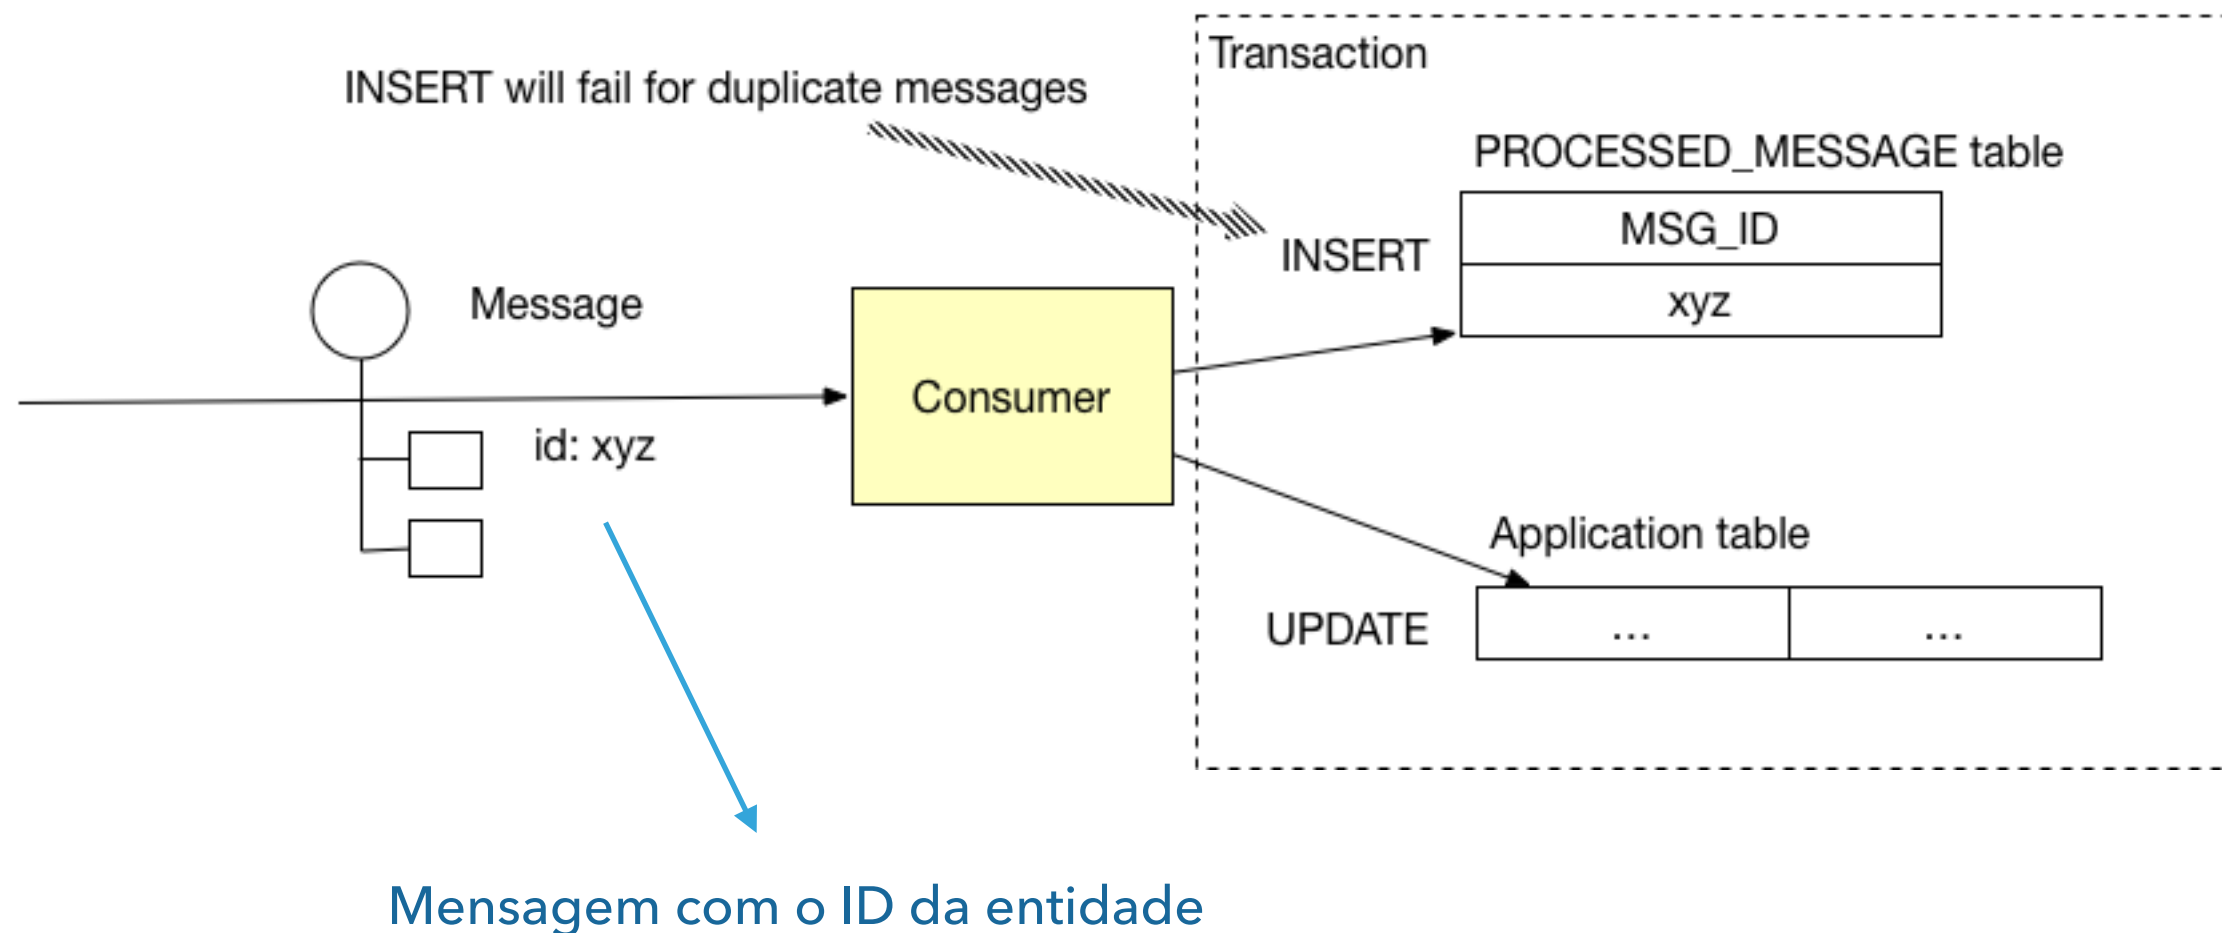 Transaction
INSERT will fail for duplicate messages
PROCESSED_MESSAGE table
MSG_ID
INSERT
xyz
Message
Consumer
id: xyz
Application table
UPDATE
...
...
Mensagem com o ID da entidade